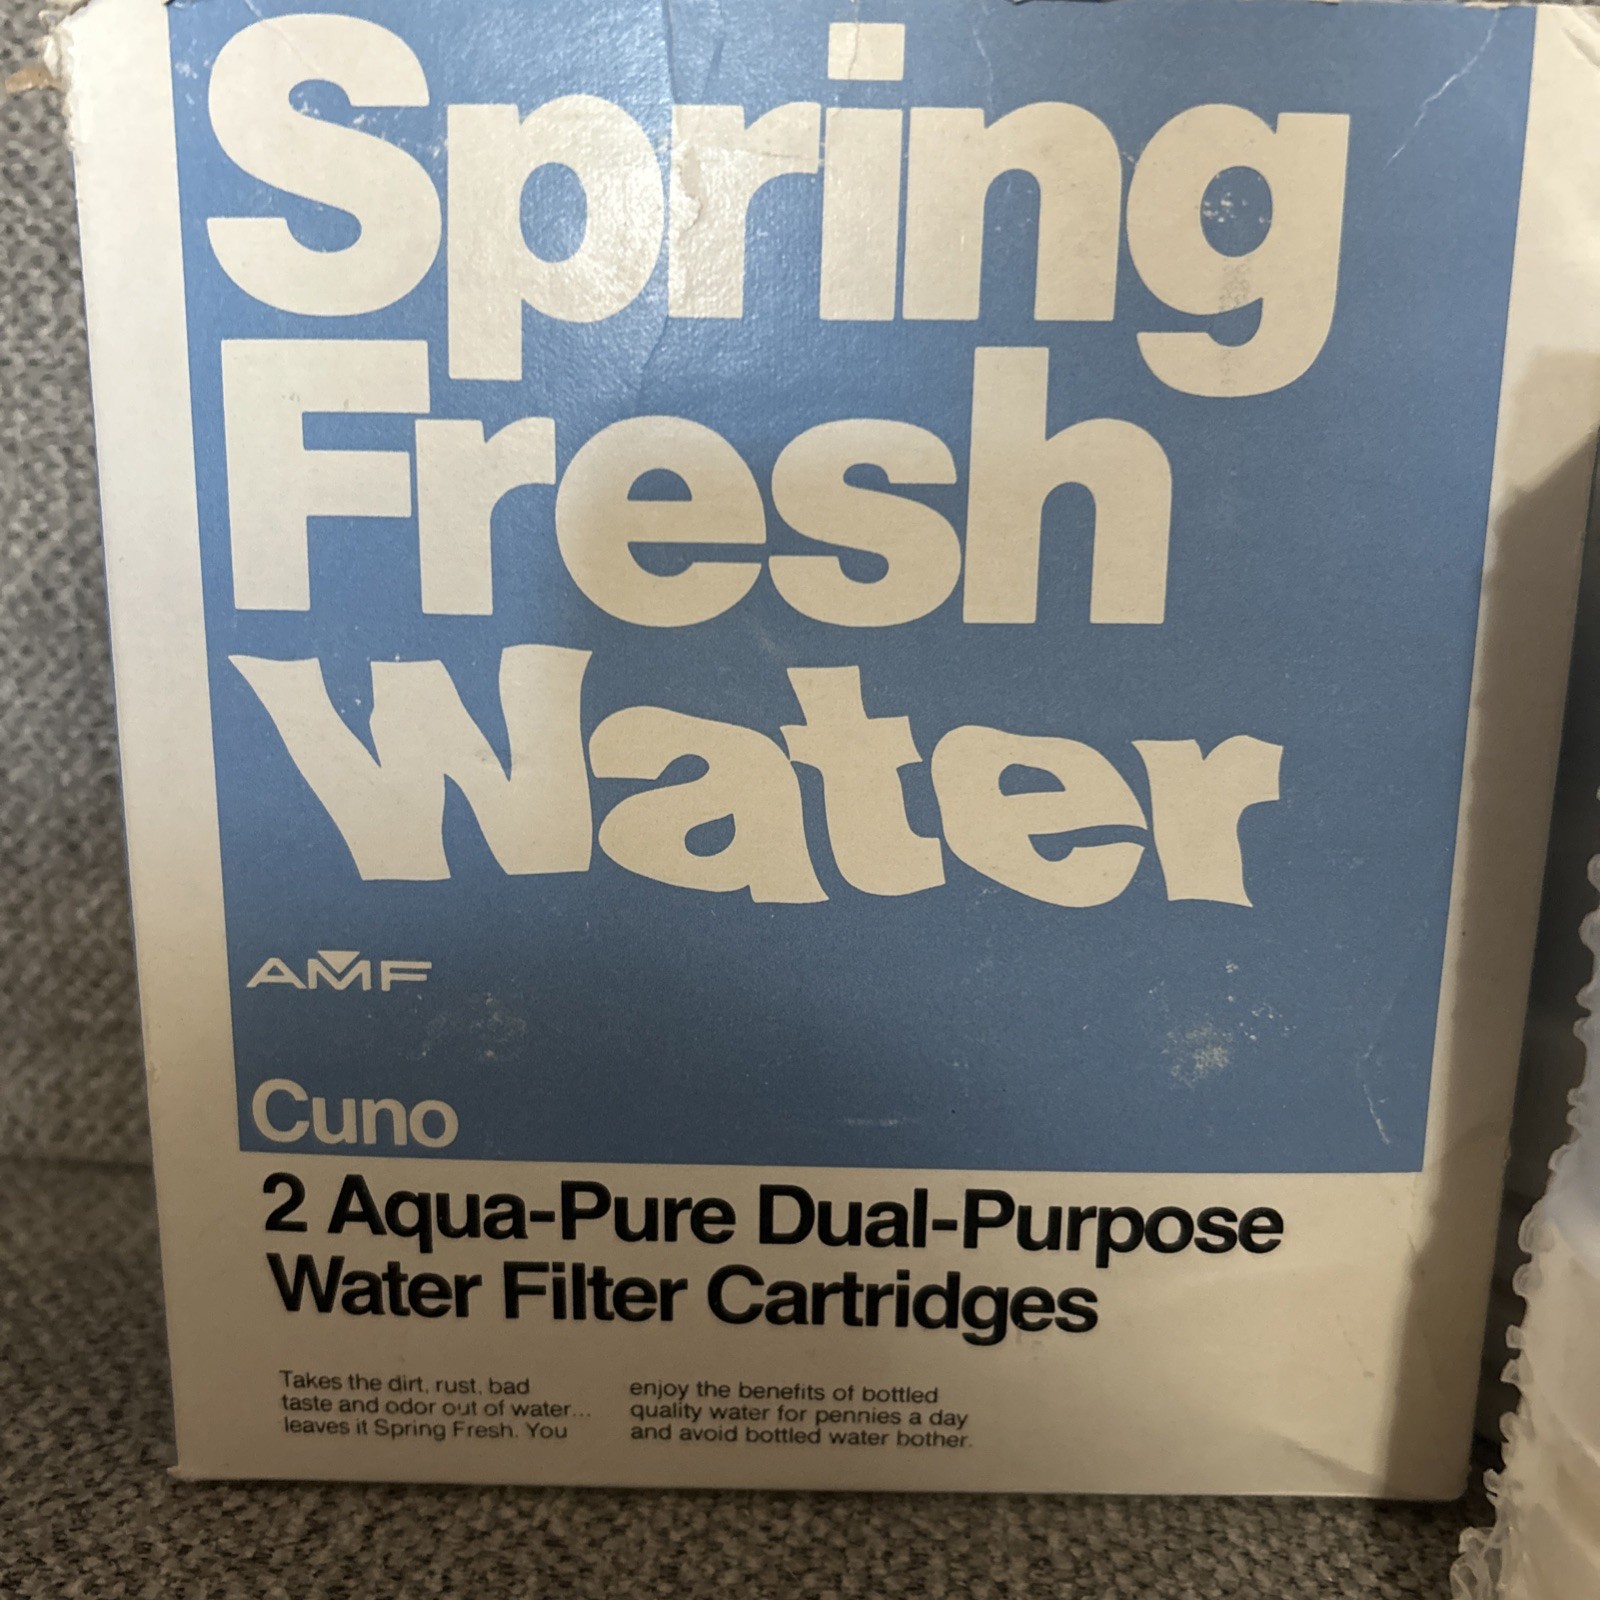 Spring
Fresh
Water
AMF
Cuno
2 Aqua-Pure Dual-Purpose
Water Filter Cartridges
Takes the dirt, rust, bad
taste and odor out of water...
leaves it Spring Fresh. You
enjoy the benefits of bottled
quality water for pennies a day
and avoid bottled water bother.